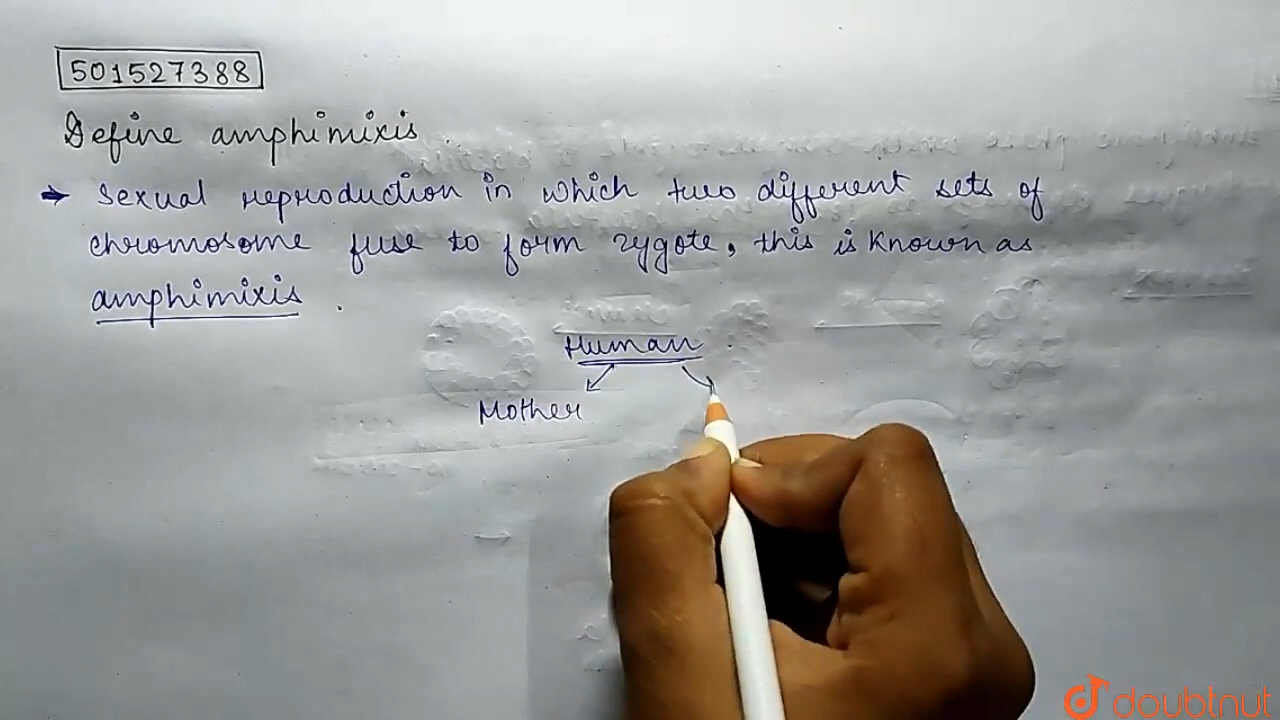 501527388
Define amphimixis.
→ Sexual reproduction in which two different sets of
chromosome fuse to form zygote, this is known as
amphimixis.
Human
Mother
doubtnut